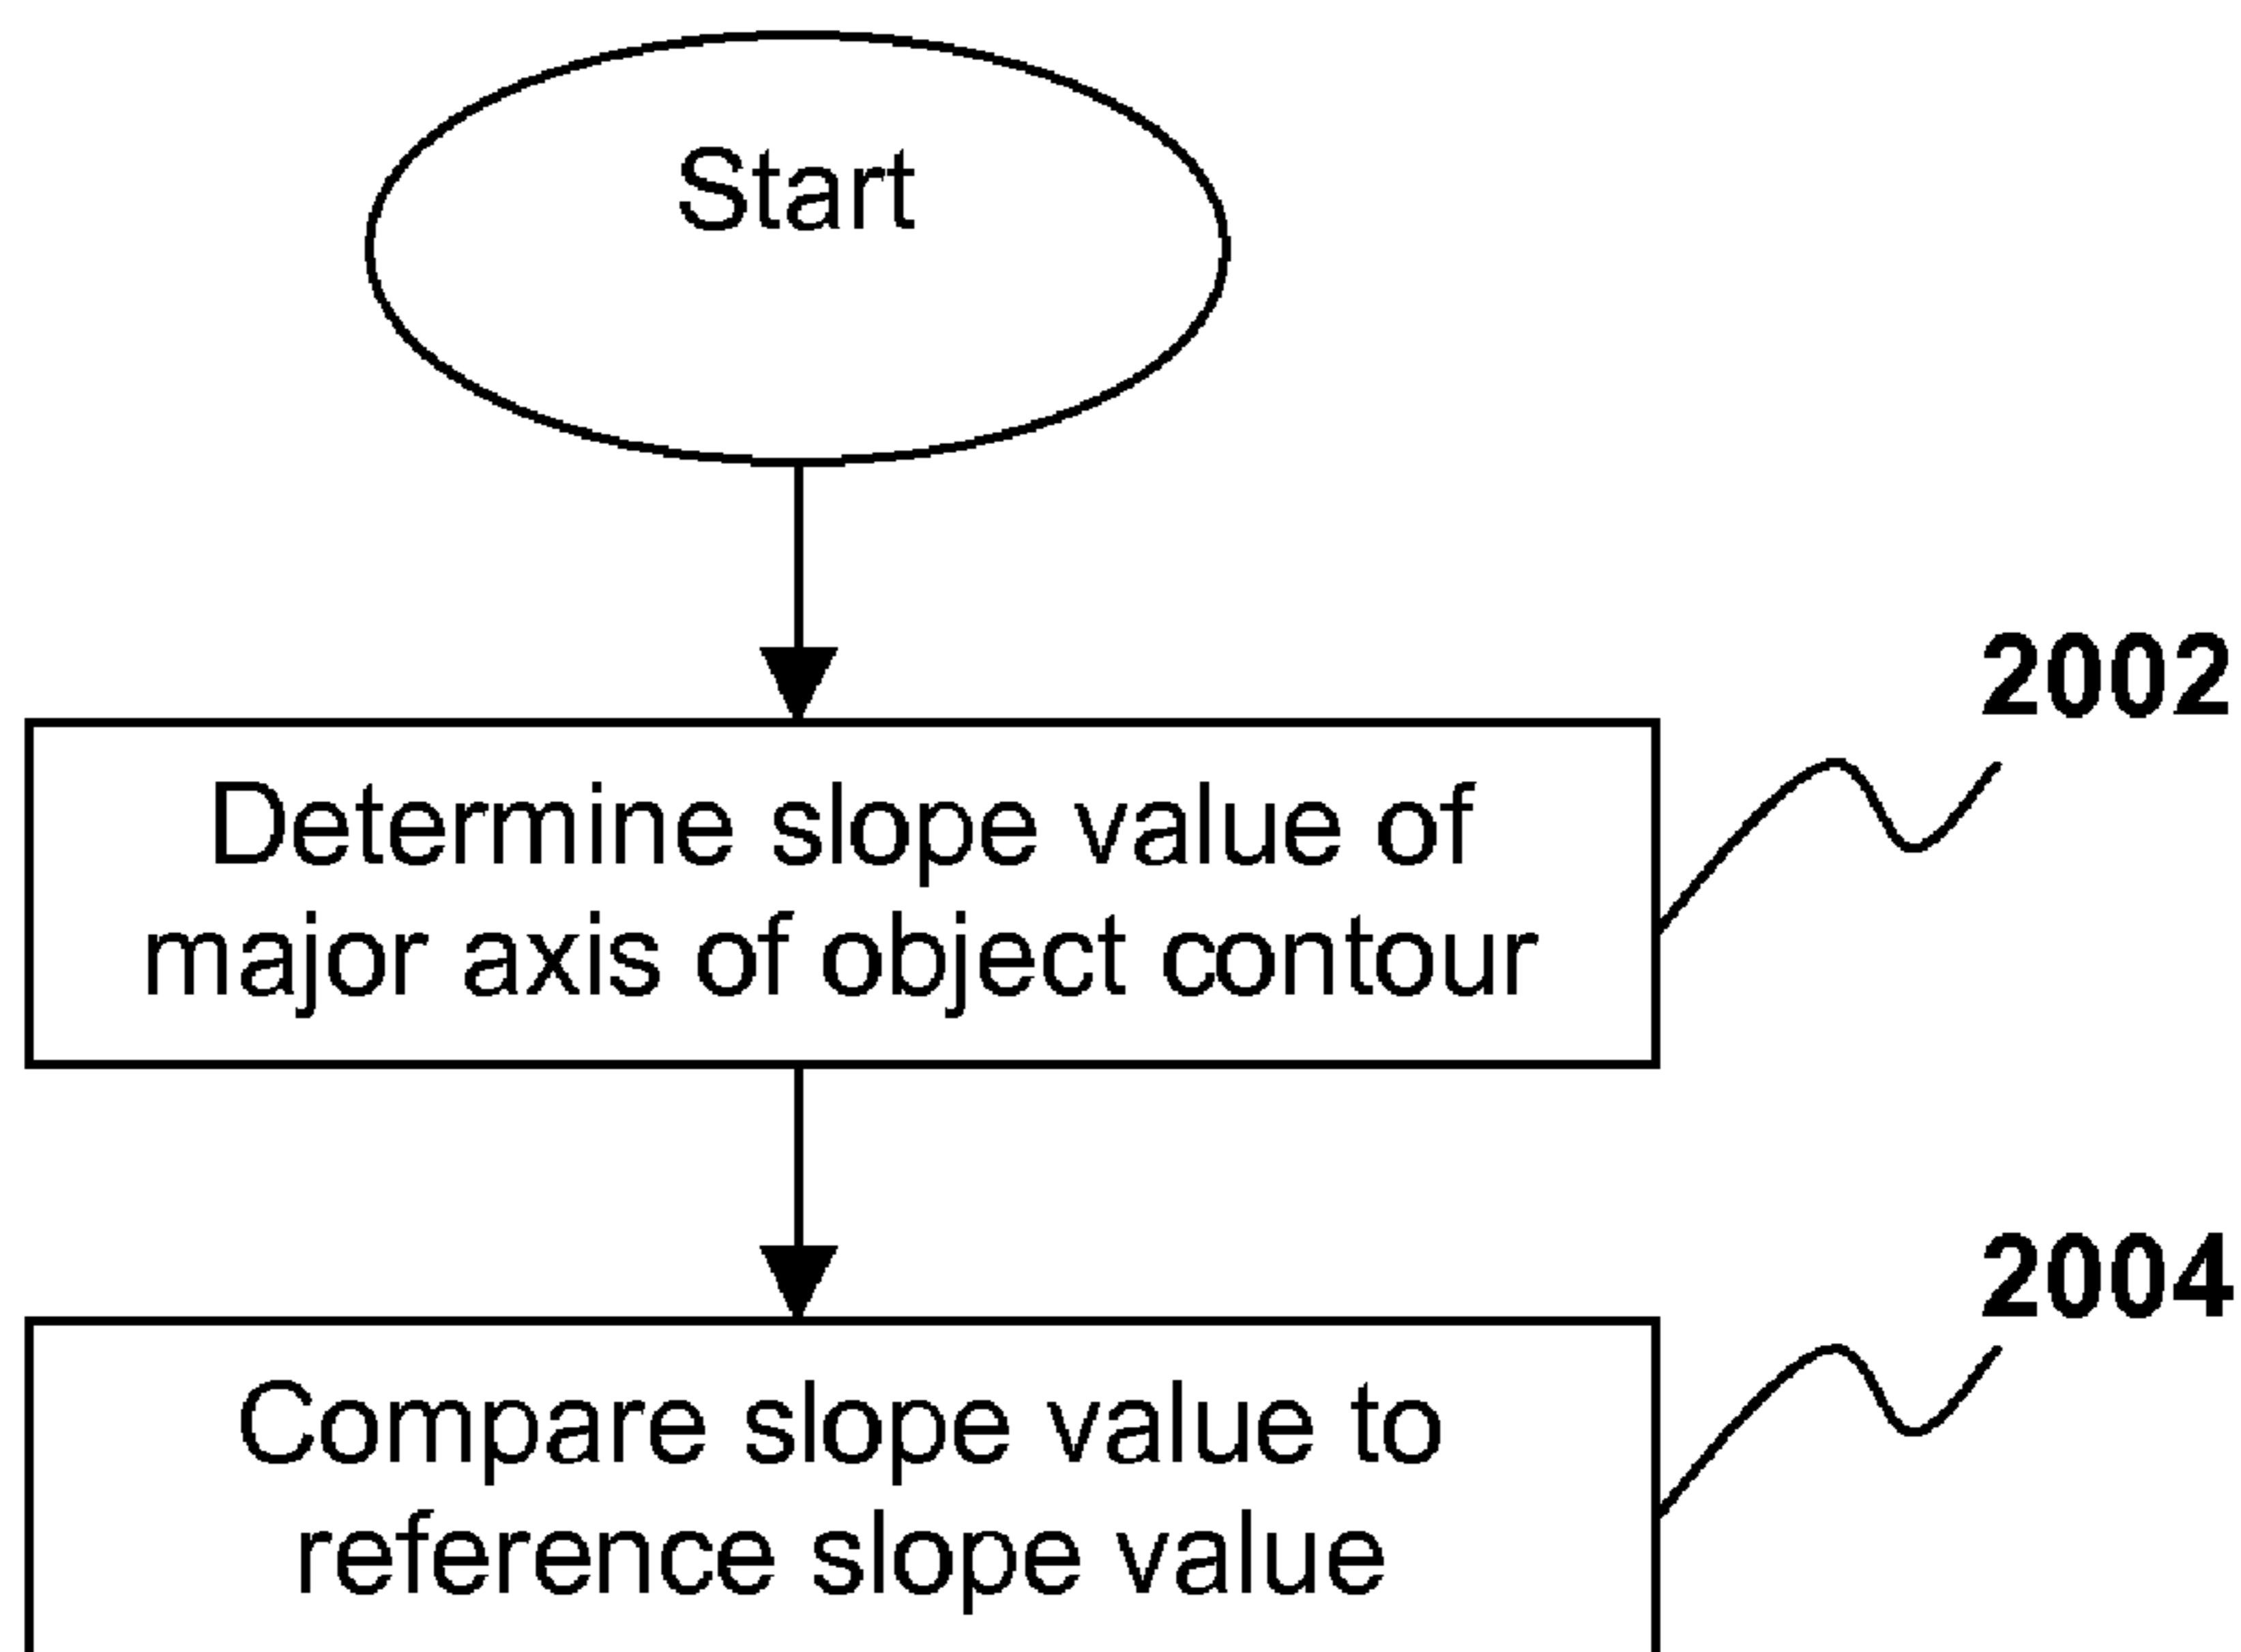 Start
2002
Determine slope value of
major axis of object contour
2004
Compare slope value to
reference slope value